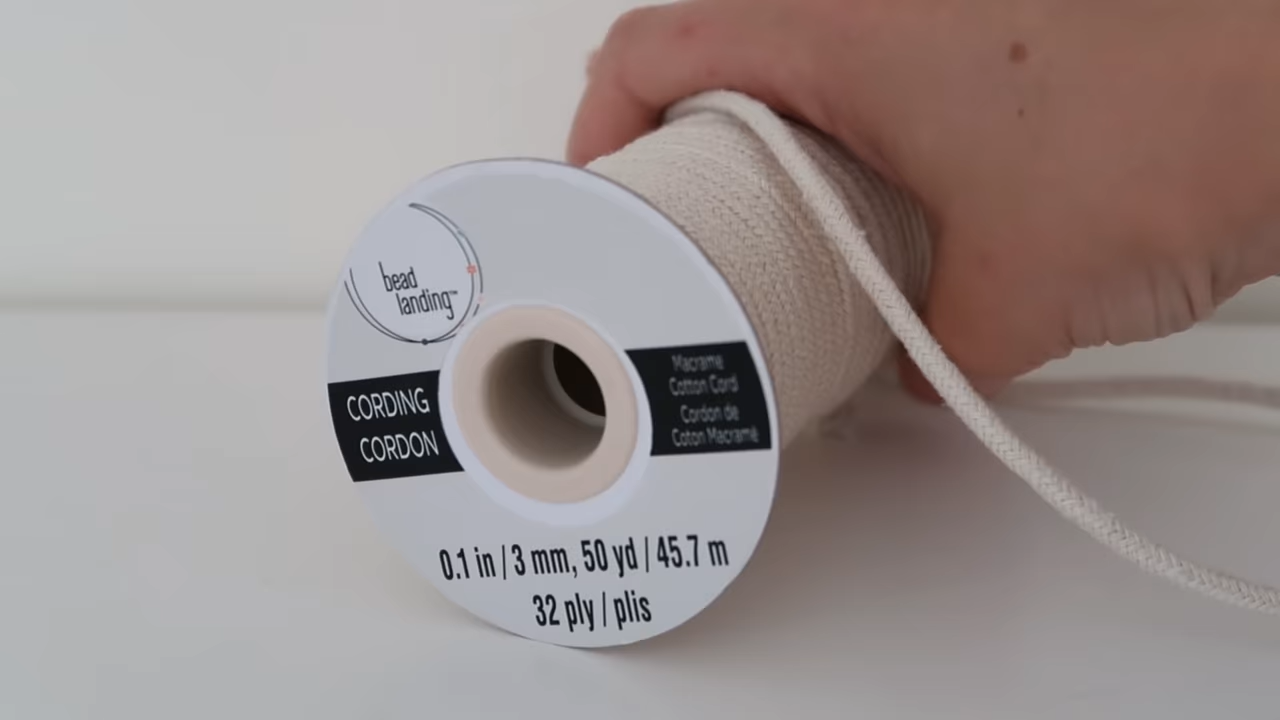 bead
landing™
CORDING
CORDON
Macrame
Cotton Cord
Cordon de
Coton Macramé
0.1 in / 3 mm, 50 yd / 45.7 m
32 ply / plis